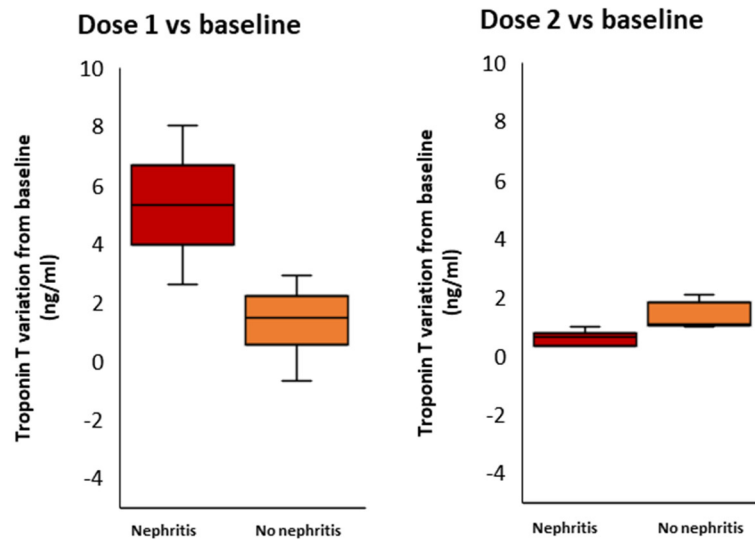 Dose 1 vs baseline
Troponin T variation from baseline
(ng/ml)
10
8
6
4
2
0
-2
-4
Nephritis
No nephritis
Dose 2 vs baseline
Troponin T variation from baseline
(ng/ml)
10
8
6
4
2
0
-2
-4
Nephritis
No nephritis